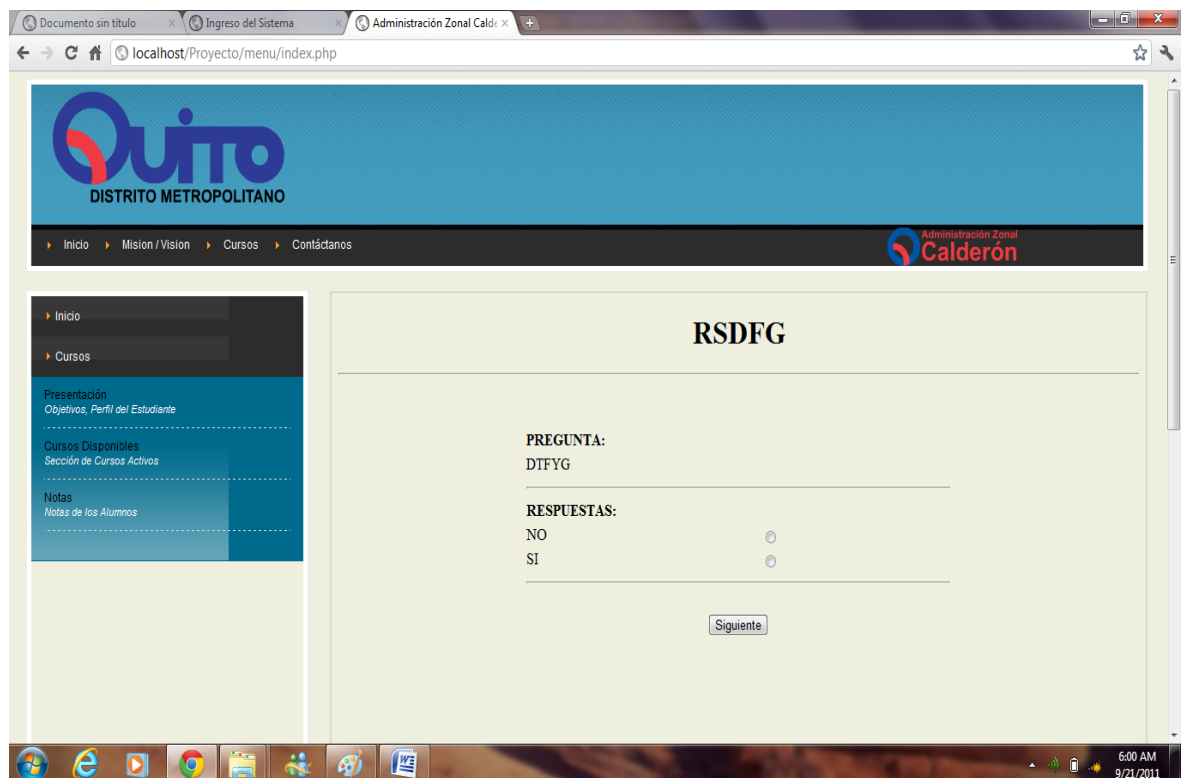 Documento sin título
Ingreso del Sistema
Administración Zonal Calde
localhost/Proyecto/menu/index.php
QUITO
DISTRITO METROPOLITANO
Inicio Mision / Vision Cursos Contáctanos
Administración Zonal
Calderón
Inicio
Cursos
Presentación
Objetivos, Perfil del Estudiante
Cursos Disponibles
Sección de Cursos Activos
Notas
Notas de los Alumnos
RSDFG
PREGUNTA:
DTFYG
RESPUESTAS:
NO
SI
Siguiente
6:00 AM
9/21/2011